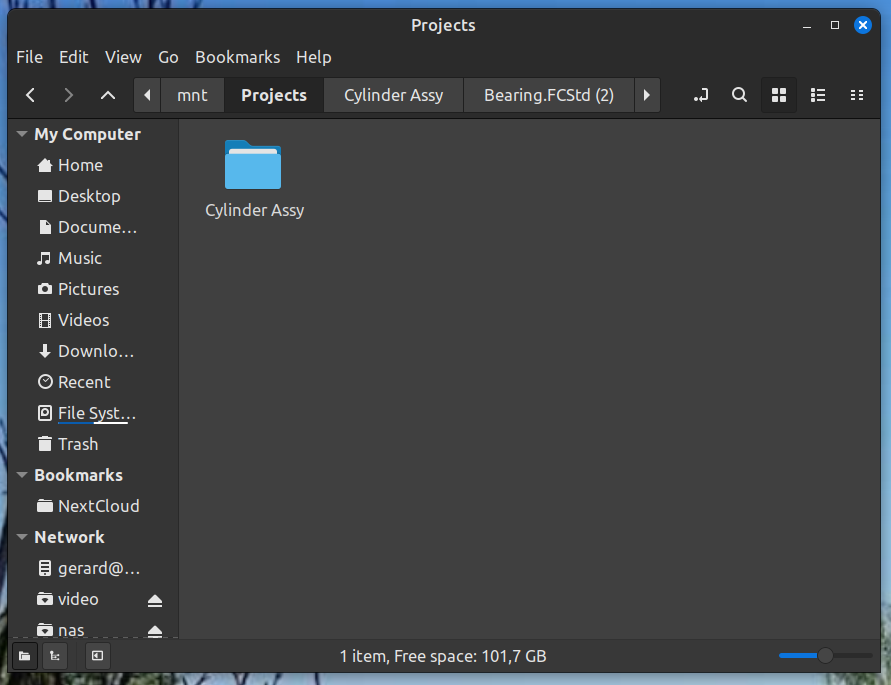 Projects
File Edit View Go Bookmarks Help
mnt Projects Cylinder Assy Bearing.FCStd (2)
My Computer
Home
Desktop
Docume...
Music
Pictures
Videos
Downlo...
Recent
File Syst...
Trash
Bookmarks
NextCloud
Network
gerard@...
video
nas
Cylinder Assy
1 item, Free space: 101,7 GB